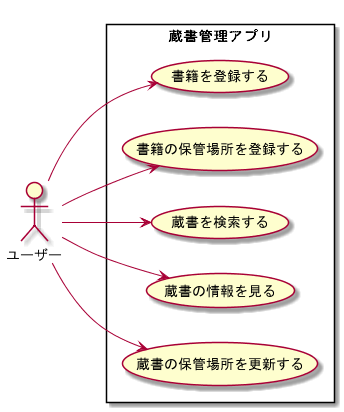 蔵書管理アプリ
書籍を登録する
書籍の保管場所を登録する
蔵書を検索する
ユーザー
蔵書の情報を見る
蔵書の保管場所を更新する